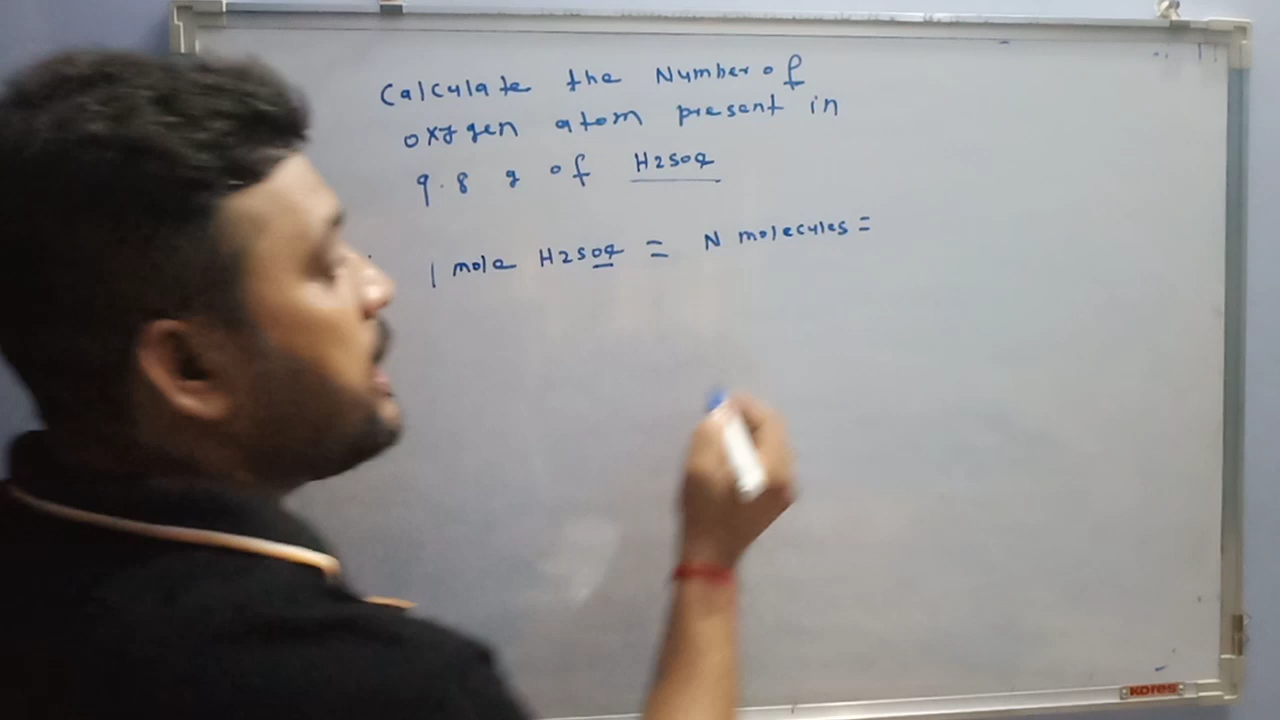 Calculate the Number of
oxygen atom present in
9.8 g of H2SO4
1 mole H2SO4 = N molecules =
KORES